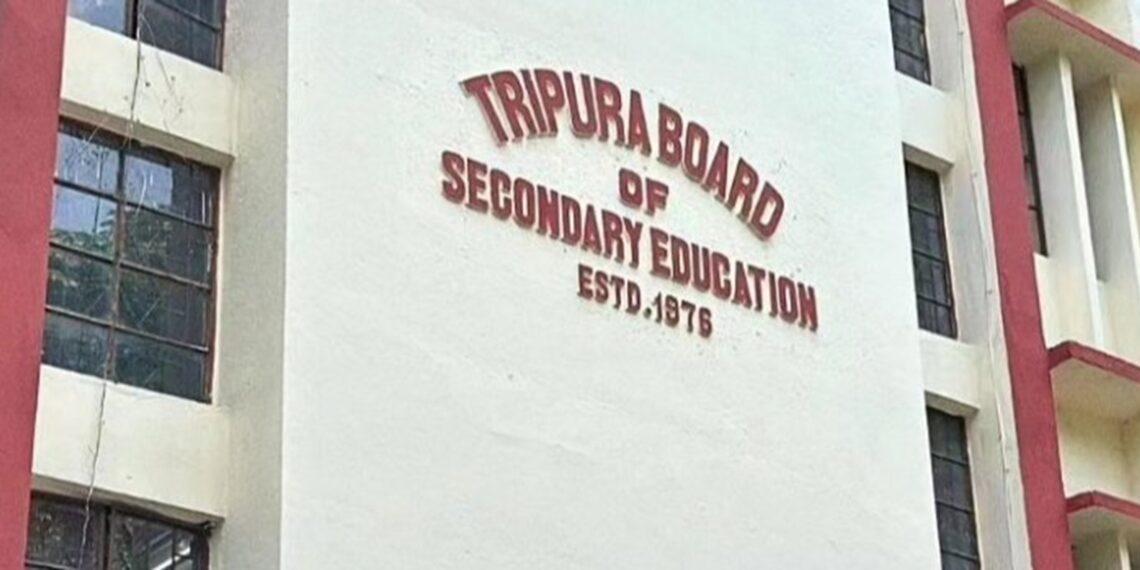 TRIPURA BOARD
OF
SECONDARY EDUCATION
ESTD.1976